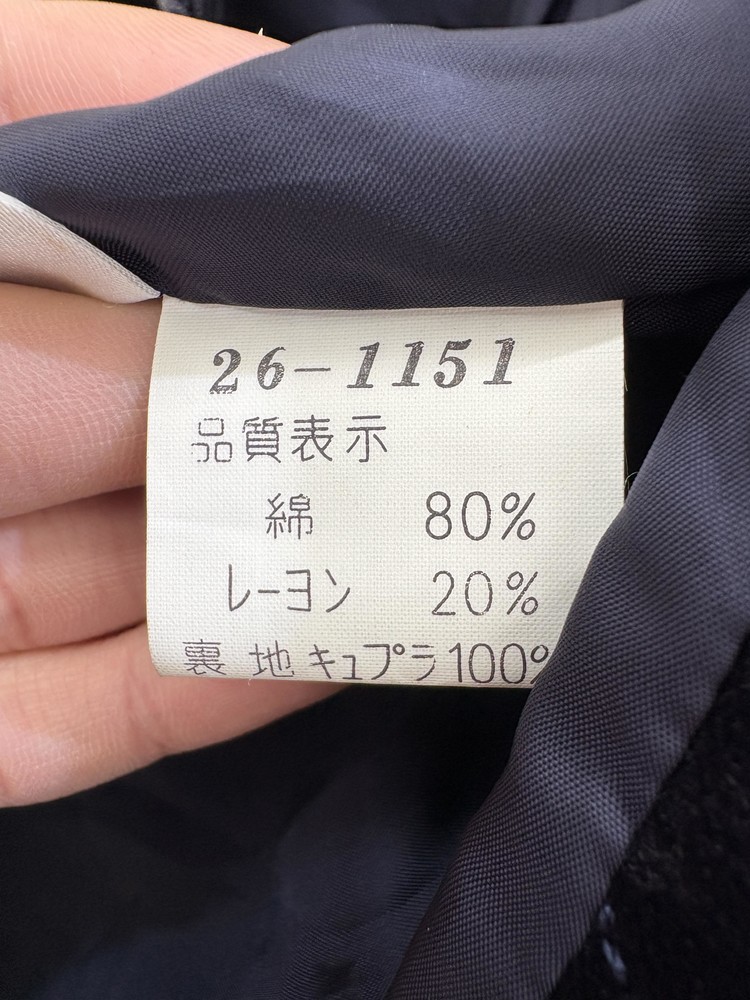 26-1151
品質表示
綿 80%
レーヨン 20%
裏地キュプラ100%